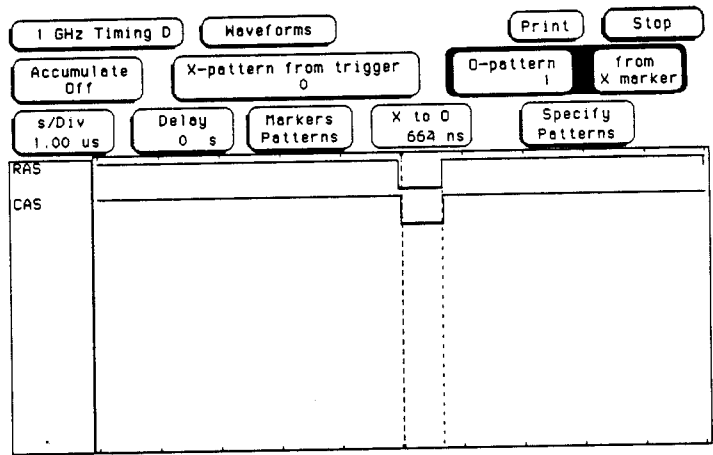 1 GHz Timing D Waveforms Print Stop
Accumulate X-pattern from trigger O-pattern from
Off 0 1 X marker
s/Div Delay Markers X to O Specify
1.00 us 0 s Patterns 664 ns Patterns
RAS
CAS